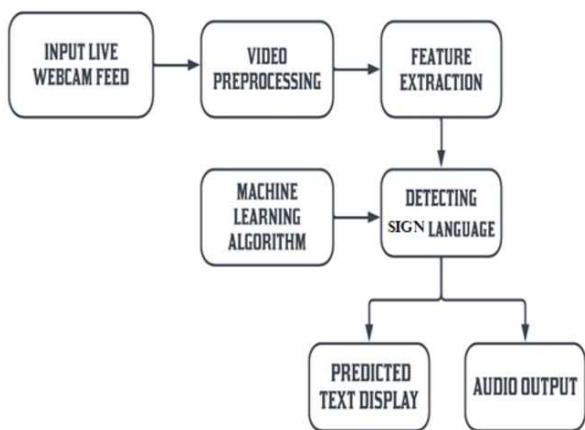 INPUT LIVE
WEBCAM FEED
VIDEO
PREPROCESSING
FEATURE
EXTRACTION
MACHINE
LEARNING
ALGORITHM
DETECTING
SIGN LANGUAGE
PREDICTED
TEXT DISPLAY
AUDIO OUTPUT